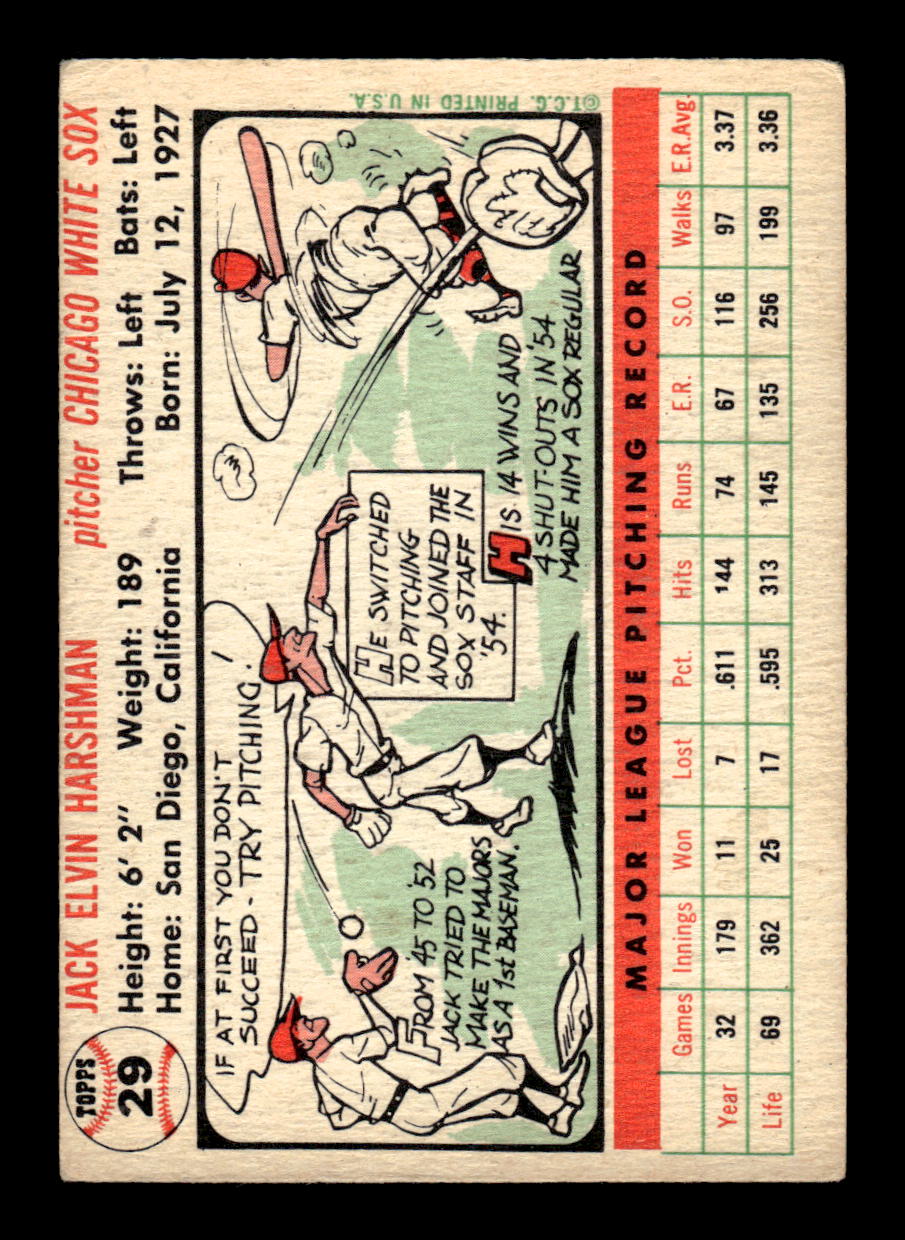 TOPPS
29
JACK ELVIN HARSHMAN pitcher CHICAGO WHITE SOX
Height: 6' 2" Weight: 189 Throws: Left Bats: Left
Home: San Diego, California Born: July 12, 1927
IF AT FIRST YOU DON'T
SUCCEED - TRY PITCHING!
FROM '45 TO '52
JACK TRIED TO
MAKE THE MAJORS
AS A 1st BASEMAN.
HE SWITCHED
TO PITCHING
AND JOINED THE
SOX STAFF IN
'54.
HIS 14 WINS AND
4 SHUT-OUTS IN '54
MADE HIM A SOX REGULAR
©T.C.G. PRINTED IN U.S.A.
MAJOR LEAGUE PITCHING RECORD
Games Innings Won Lost Pct. Hits Runs E.R. S.O. Walks E.R.Avg.
Year 32 179 11 7 .611 144 74 67 116 97 3.37
Life 69 362 25 17 .595 313 145 135 256 199 3.36